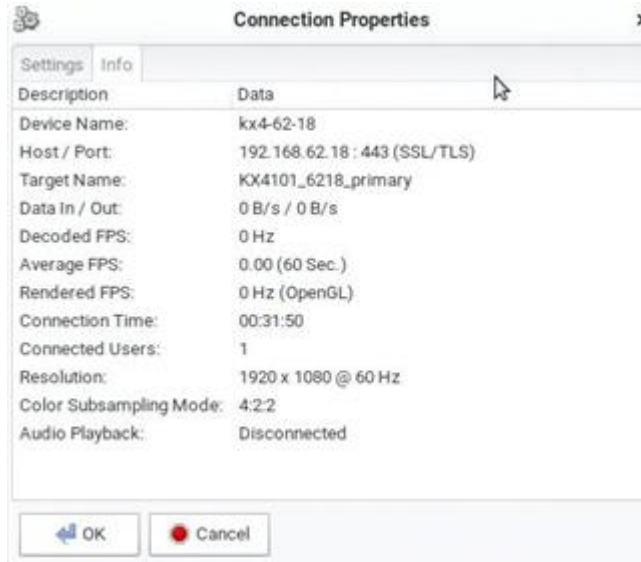 Connection Properties
Settings Info
Description Data
Device Name: kx4-62-18
Host / Port: 192.168.62.18 : 443 (SSL/TLS)
Target Name: KX4101_6218_primary
Data In / Out: 0 B/s / 0 B/s
Decoded FPS: 0 Hz
Average FPS: 0.00 (60 Sec.)
Rendered FPS: 0 Hz (OpenGL)
Connection Time: 00:31:50
Connected Users: 1
Resolution: 1920 x 1080 @ 60 Hz
Color Subsampling Mode: 4:2:2
Audio Playback: Disconnected
OK Cancel